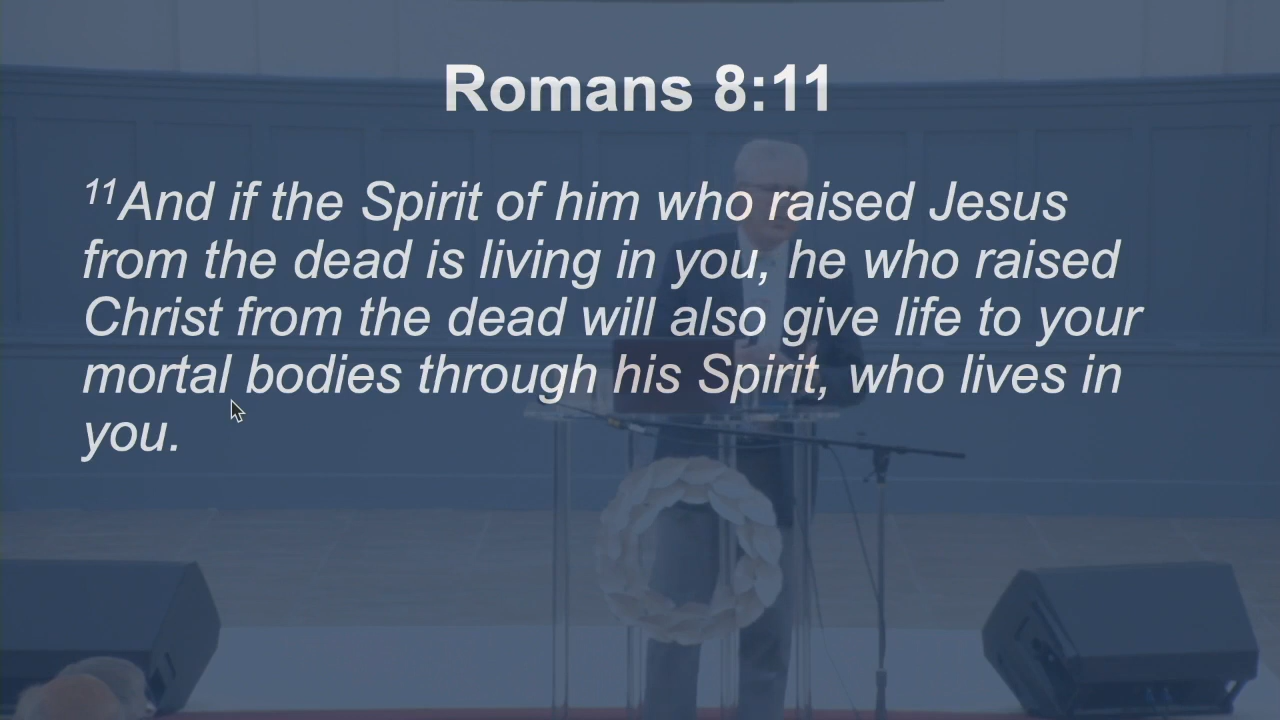 Romans 8:11
11And if the Spirit of him who raised Jesus
from the dead is living in you, he who raised
Christ from the dead will also give life to your
mortal bodies through his Spirit, who lives in
you.